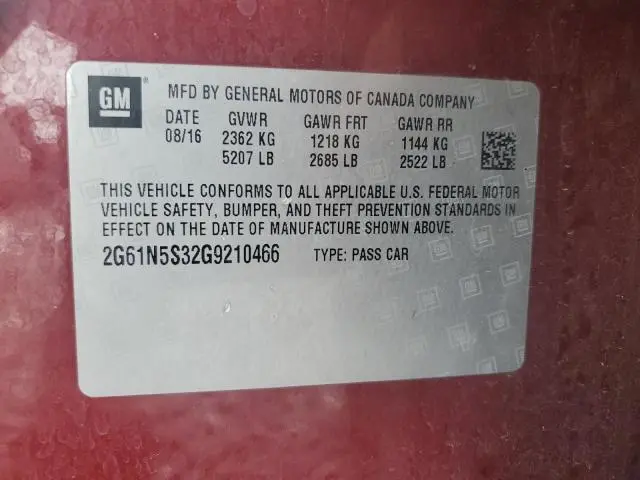 GM ®
MFD BY GENERAL MOTORS OF CANADA COMPANY
DATE GVWR GAWR FRT GAWR RR
08/16 2362 KG 1218 KG 1144 KG
5207 LB 2685 LB 2522 LB
THIS VEHICLE CONFORMS TO ALL APPLICABLE U.S. FEDERAL MOTOR
VEHICLE SAFETY, BUMPER, AND THEFT PREVENTION STANDARDS IN
EFFECT ON THE DATE OF MANUFACTURE SHOWN ABOVE.
2G61N5S32G9210466 TYPE: PASS CAR